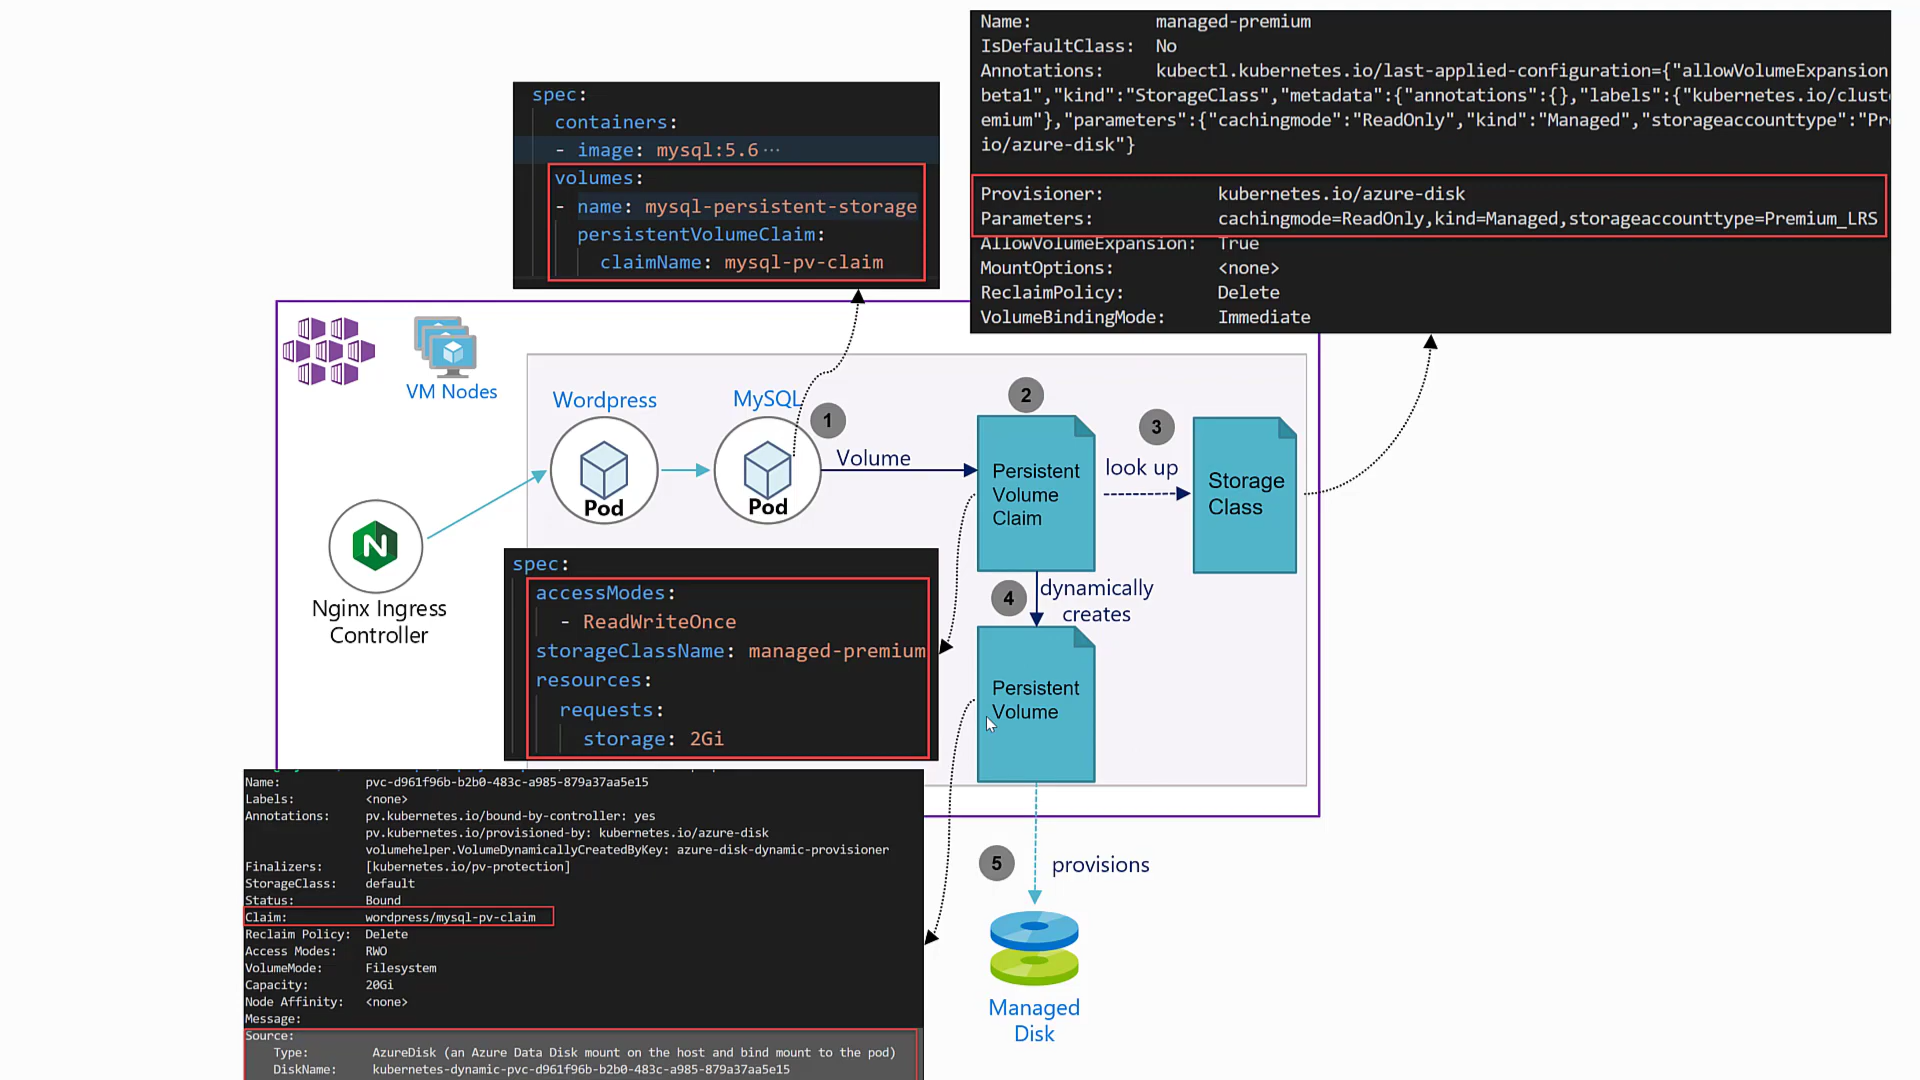 Name: managed-premium
IsDefaultClass: No
Annotations: kubectl.kubernetes.io/last-applied-configuration={"allowVolumeExpansion
beta1","kind":"StorageClass","metadata":{"annotations":{},"labels":{"kubernetes.io/clust
emium"},"parameters":{"cachingmode":"ReadOnly","kind":"Managed","storageaccounttype":"Pr
io/azure-disk"}
Provisioner: kubernetes.io/azure-disk
Parameters: cachingmode=ReadOnly,kind=Managed,storageaccounttype=Premium_LRS
AllowVolumeExpansion: True
MountOptions: <none>
ReclaimPolicy: Delete
VolumeBindingMode: Immediate
spec:
containers:
- image: mysql:5.6···
volumes:
- name: mysql-persistent-storage
persistentVolumeClaim:
claimName: mysql-pv-claim
VM Nodes
Wordpress
Pod
MySQL
Pod
1
Volume
2
Persistent
Volume
Claim
3
look up
Storage
Class
Nginx Ingress
Controller
spec:
accessModes:
- ReadWriteOnce
storageClassName: managed-premium
resources:
requests:
storage: 2Gi
4
dynamically
creates
Persistent
Volume
5
provisions
Managed
Disk
Name: pvc-d961f96b-b2b0-483c-a985-879a37aa5e15
Labels: <none>
Annotations: pv.kubernetes.io/bound-by-controller: yes
pv.kubernetes.io/provisioned-by: kubernetes.io/azure-disk
volumehelper.VolumeDynamicallyCreatedByKey: azure-disk-dynamic-provisioner
Finalizers: [kubernetes.io/pv-protection]
StorageClass: default
Status: Bound
Claim: wordpress/mysql-pv-claim
Reclaim Policy: Delete
Access Modes: RWO
VolumeMode: Filesystem
Capacity: 20Gi
Node Affinity: <none>
Message:
Source:
Type: AzureDisk (an Azure Data Disk mount on the host and bind mount to the pod)
DiskName: kubernetes-dynamic-pvc-d961f96b-b2b0-483c-a985-879a37aa5e15